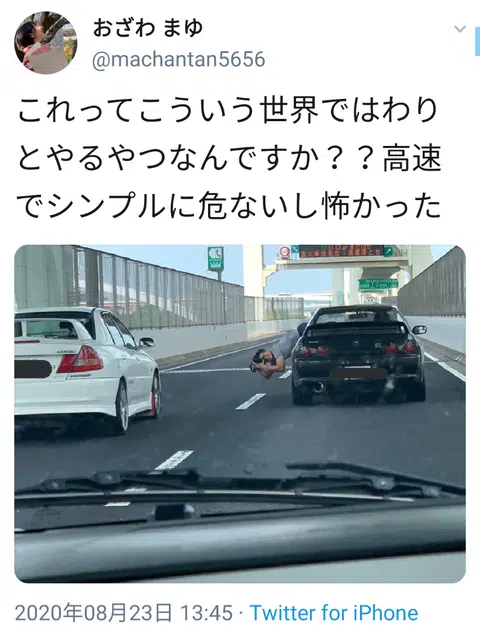 おざわ まゆ
@machantan5656
これってこういう世界ではわり
とやるやつなんですか？？高速
でシンプルに危ないし怖かった
2020年08月23日 13:45 · Twitter for iPhone